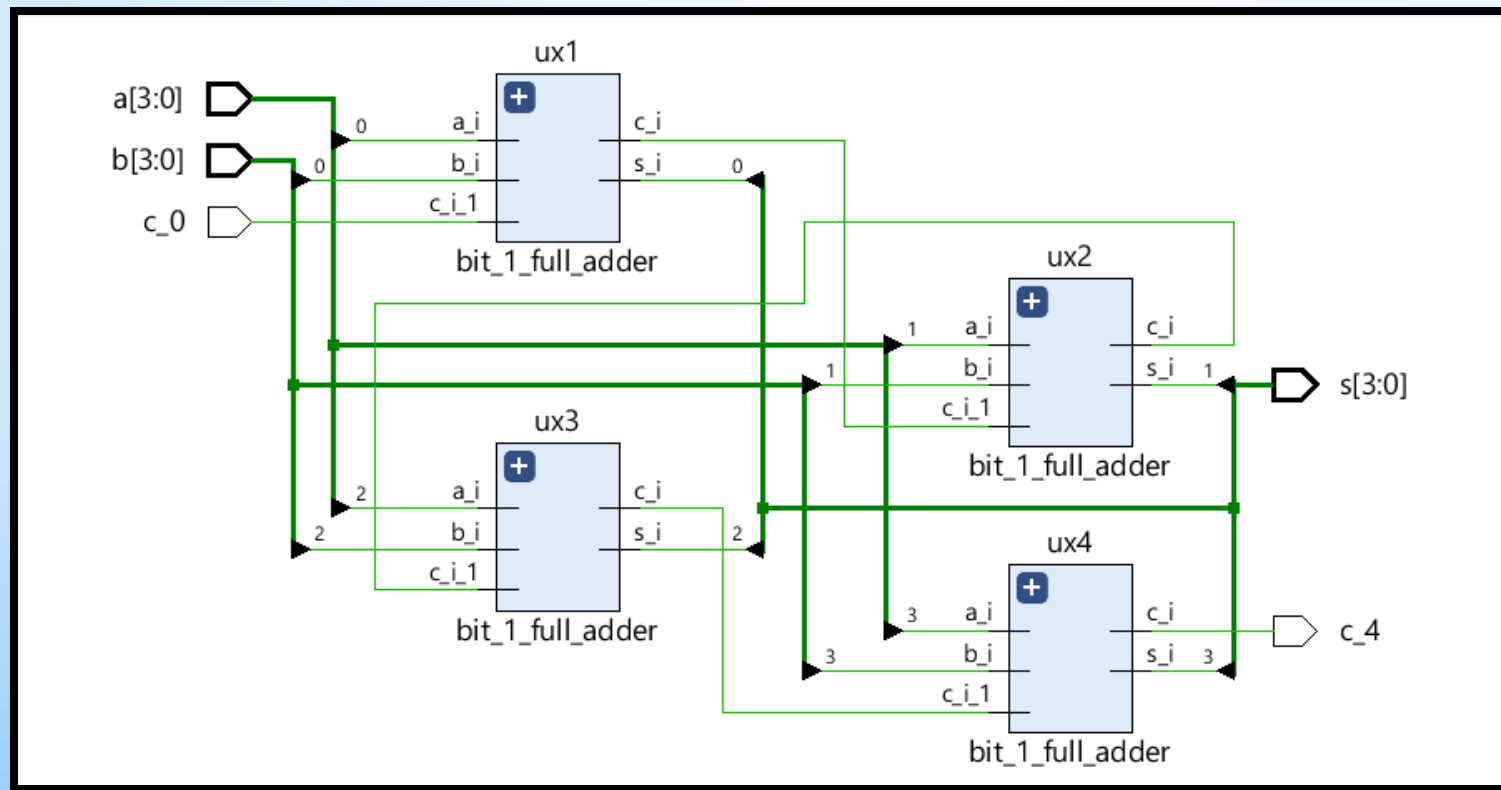 ux1
a[3:0]
0
a_i
c_i
b[3:0]
0
b_i
s_i
0
c_0
c_i_1
bit_1_full_adder
ux2
1
a_i
c_i
1
b_i
s_i
1
s[3:0]
c_i_1
bit_1_full_adder
ux3
2
a_i
c_i
2
b_i
s_i
2
c_i_1
bit_1_full_adder
ux4
3
a_i
c_i
c_4
3
b_i
s_i
3
c_i_1
bit_1_full_adder